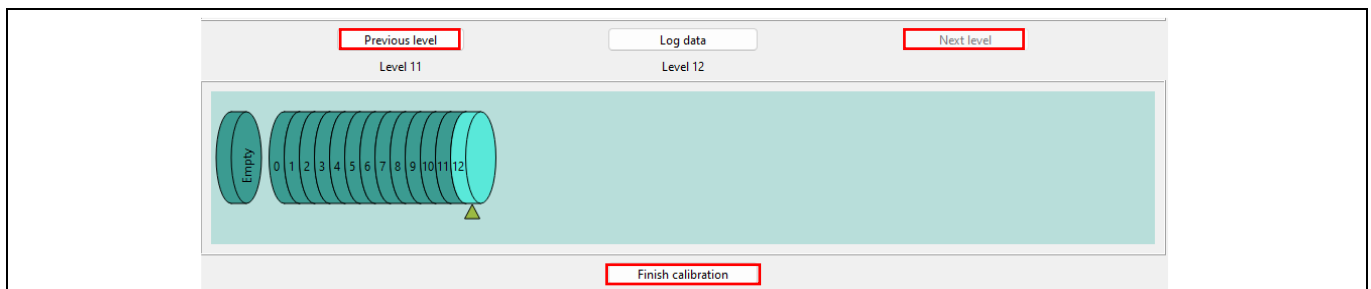 Previous level Log data Next level
Level 11 Level 12
Empty 0 1 2 3 4 5 6 7 8 9 10 11 12
Finish calibration